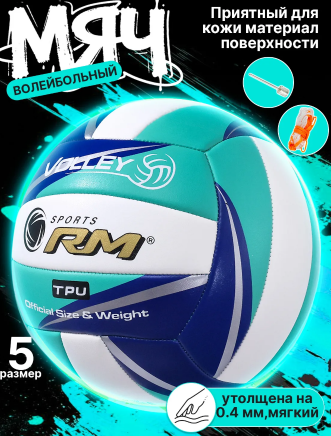 МЯЧ
ВОЛЕЙБОЛЬНЫЙ
Приятный для
кожи материал
поверхности
VOLLEY
SPORTS
RM®
TPU
Official Size & Weight
5
размер
утолщена на
0.4 мм,мягкий